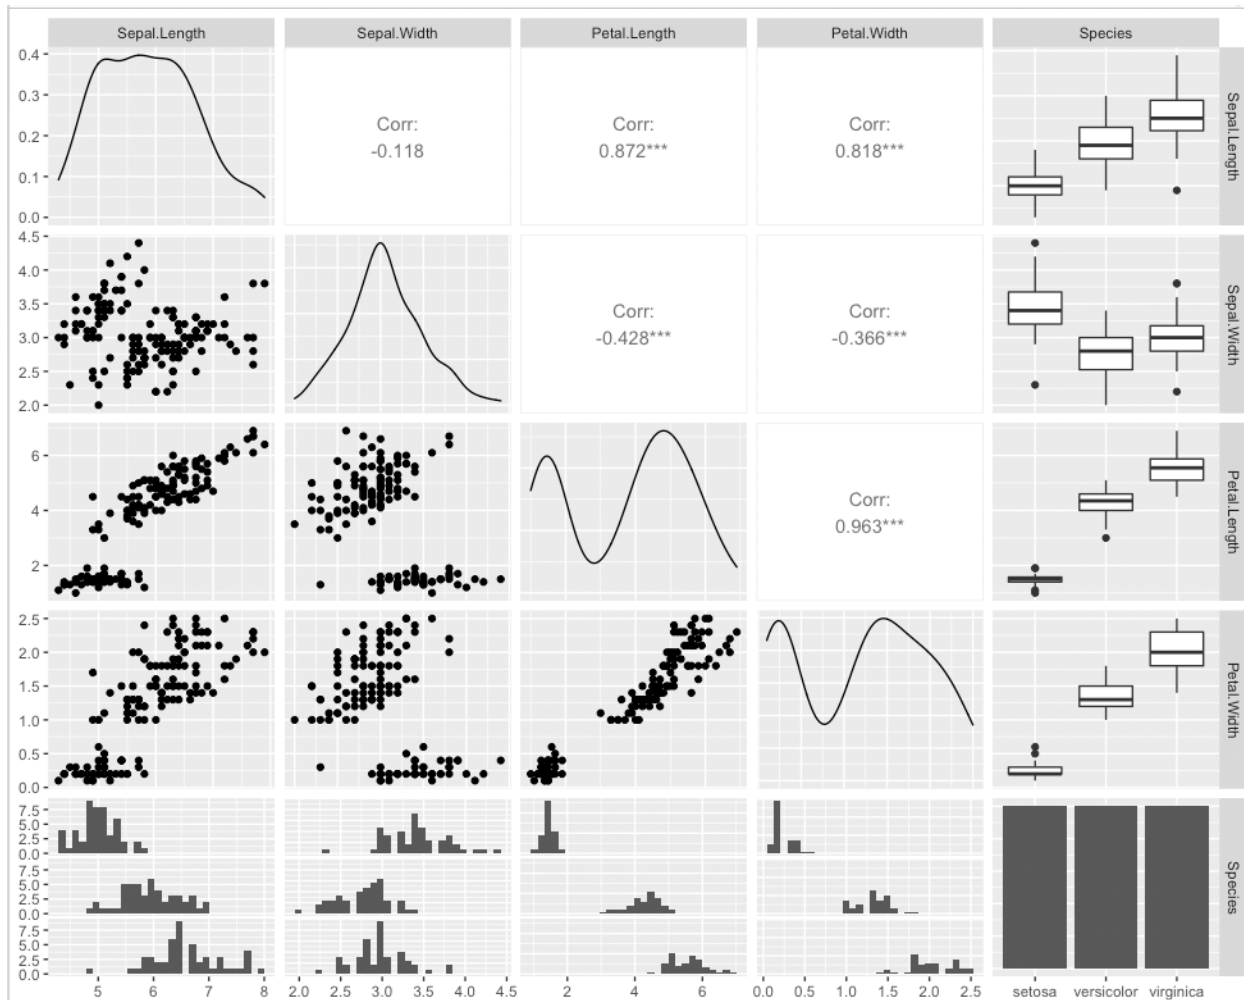 Sepal.Length Sepal.Width Petal.Length Petal.Width Species
0.4
0.3
0.2
0.1
0.0
Corr:
-0.118
Corr:
0.872***
Corr:
0.818***
Sepal.Length
4.5
4.0
3.5
3.0
2.5
2.0
Corr:
-0.428***
Corr:
-0.366***
Sepal.Width
6
4
2
Corr:
0.963***
Petal.Length
2.5
2.0
1.5
1.0
0.5
0.0
Petal.Width
7.5
5.0
2.5
0.0
7.5
5.0
2.5
0.0
7.5
5.0
2.5
0.0
Species
5 6 7 8 2.0 2.5 3.0 3.5 4.0 4.5 2 4 6 0.0 0.5 1.0 1.5 2.0 2.5 setosa versicolor virginica